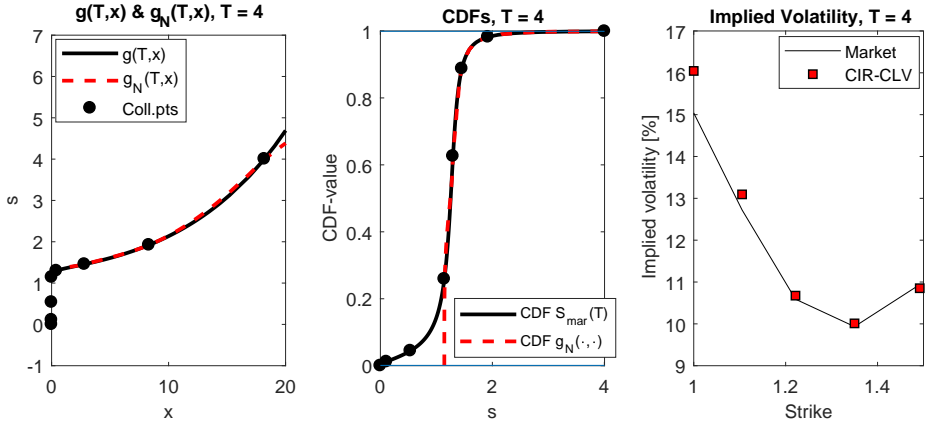 g(T,x) & g_N(T,x), T = 4
7
6
5
4
3
2
1
0
-1
s
0
10
20
x
g(T,x)
g_N(T,x)
Coll.pts
CDFs, T = 4
1
0.8
0.6
0.4
0.2
0
CDF-value
0
2
4
s
CDF S_mar(T)
CDF g_N(·,·)
Implied Volatility, T = 4
17
16
15
14
13
12
11
10
9
Implied volatility [%]
1
1.2
1.4
Strike
Market
CIR-CLV